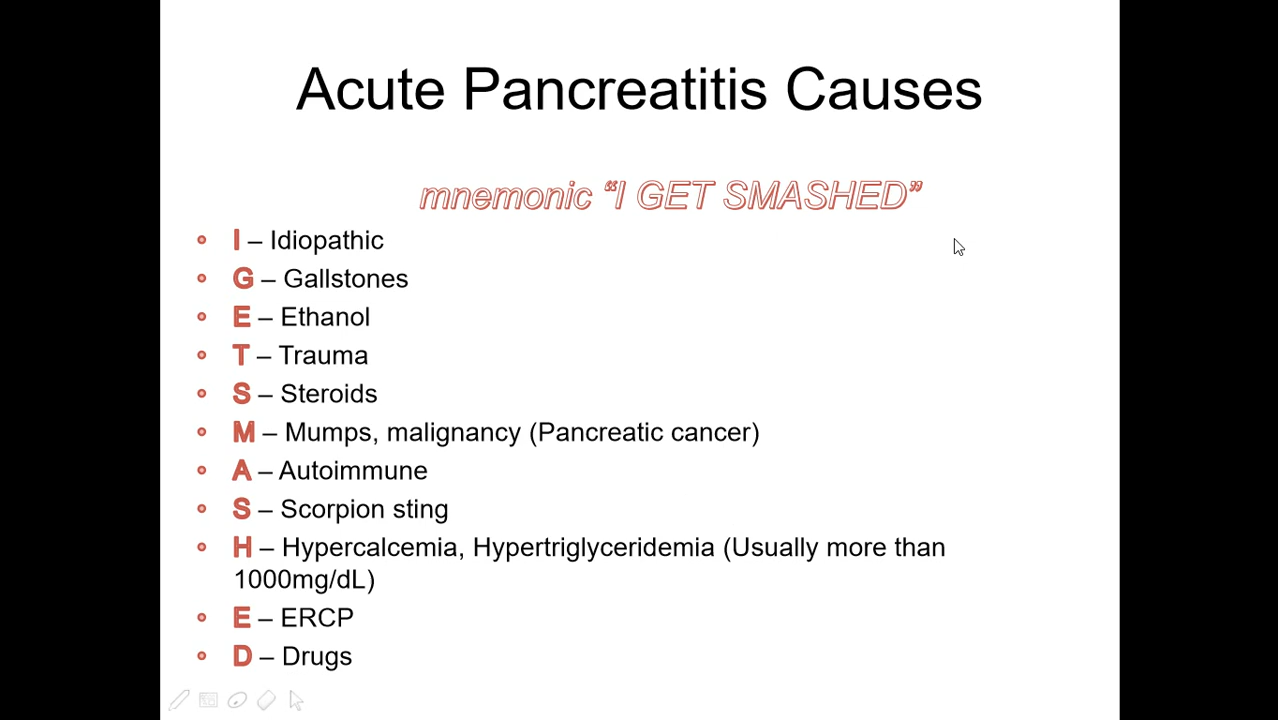 Acute Pancreatitis Causes
mnemonic “I GET SMASHED”
• I – Idiopathic
• G – Gallstones
• E – Ethanol
• T – Trauma
• S – Steroids
• M – Mumps, malignancy (Pancreatic cancer)
• A – Autoimmune
• S – Scorpion sting
• H – Hypercalcemia, Hypertriglyceridemia (Usually more than
1000mg/dL)
• E – ERCP
• D – Drugs